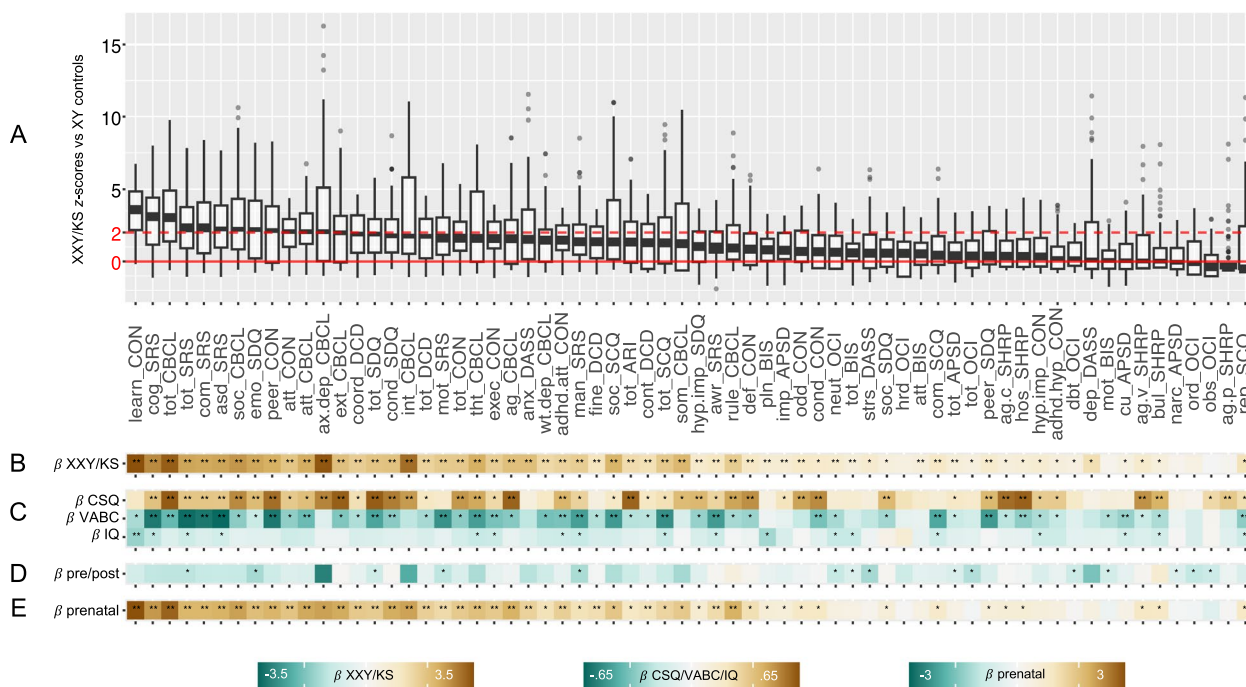 A
XXY/KS z-scores vs XY controls
15
10
5
2
0
learn_CON
cog_SRS
tot_CBCL
tot_SRS
com_SRS
asd_SRS
soc_CBCL
emo_SDQ
peer_CON
att_CON
att_CBCL
ax.dep_CBCL
ext_CBCL
coord_DCD
tot_SDQ
cond_SDQ
int_CBCL
tot_DCD
mot_SRS
tot_CON
tht_CBCL
exec_CON
ag_CBCL
anx_DASS
wt.dep_CBCL
adhd.att_CON
man_SRS
fine_DCD
soc_SCQ
tot_ARI
cont_DCD
tot_SCQ
som_CBCL
hyp.imp_SDQ
awr_SRS
rule_CBCL
def_CON
pln_BIS
imp_APSD
odd_CON
cond_CON
neut_OCI
tot_BIS
strs_DASS
soc_SDQ
hrd_OCI
att_BIS
com_SCQ
tot_APSD
tot_OCI
peer_SDQ
ag.c_SHRP
hos_SHRP
hyp.imp_CON
adhd.hyp_CON
dbt_OCI
dep_DASS
mot_BIS
cu_APSD
ag.v_SHRP
bul_SHRP
narc_APSD
ord_OCI
obs_OCI
ag.p_SHRP
B
β XXY/KS
C
β CSQ
β VABC
β IQ
D
β pre/post
E
β prenatal
-3.5 β XXY/KS 3.5
-.65 β CSQ/VABC/IQ .65
-3 β prenatal 3